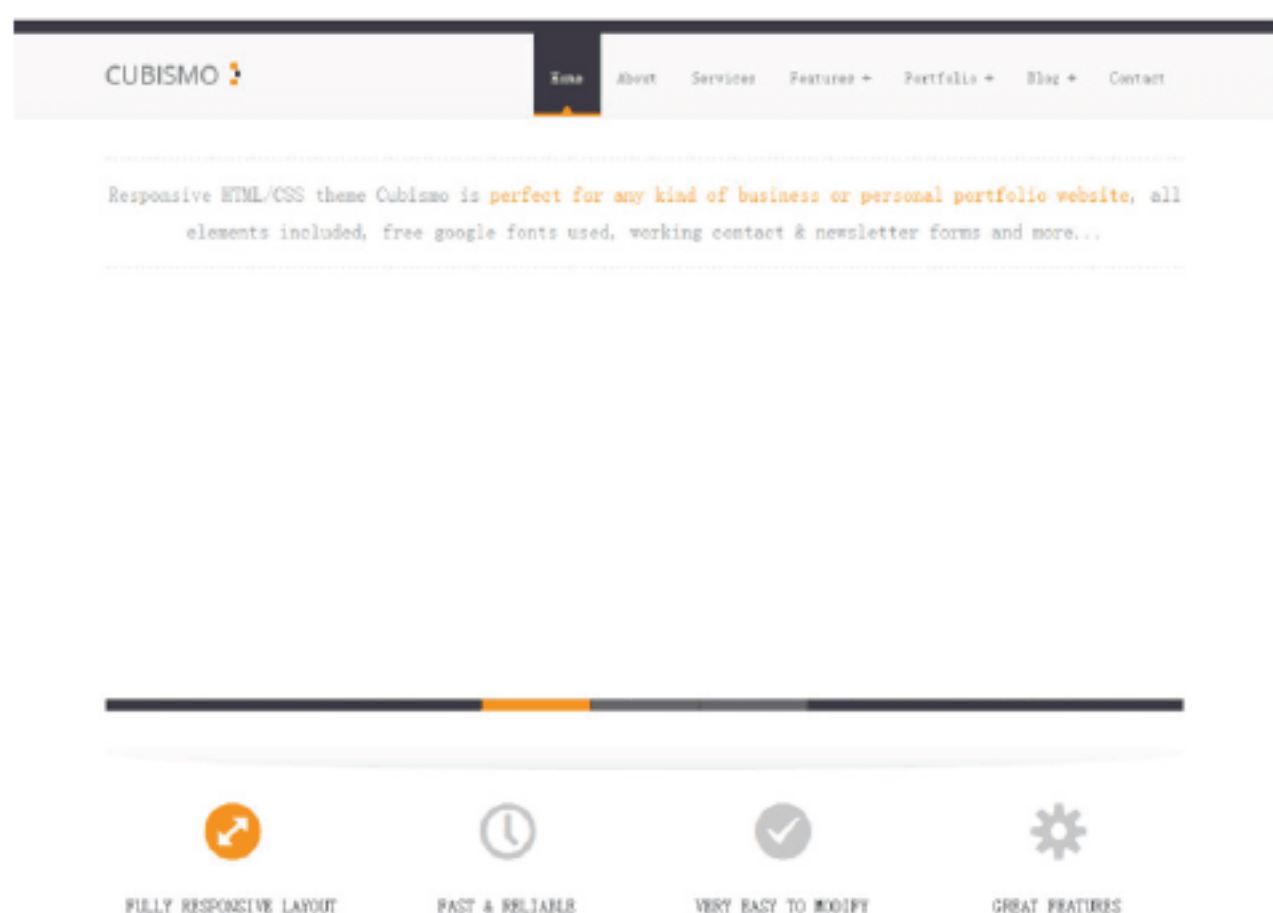 CUBISMO
Home About Services Features + Portfolio + Blog + Contact
Responsive HTML/CSS theme Cubismo is perfect for any kind of business or personal portfolio website, all
elements included, free google fonts used, working contact & newsletter forms and more...
FULLY RESPONSIVE LAYOUT FAST & RELIABLE VERY EASY TO MODIFY GREAT FEATURES